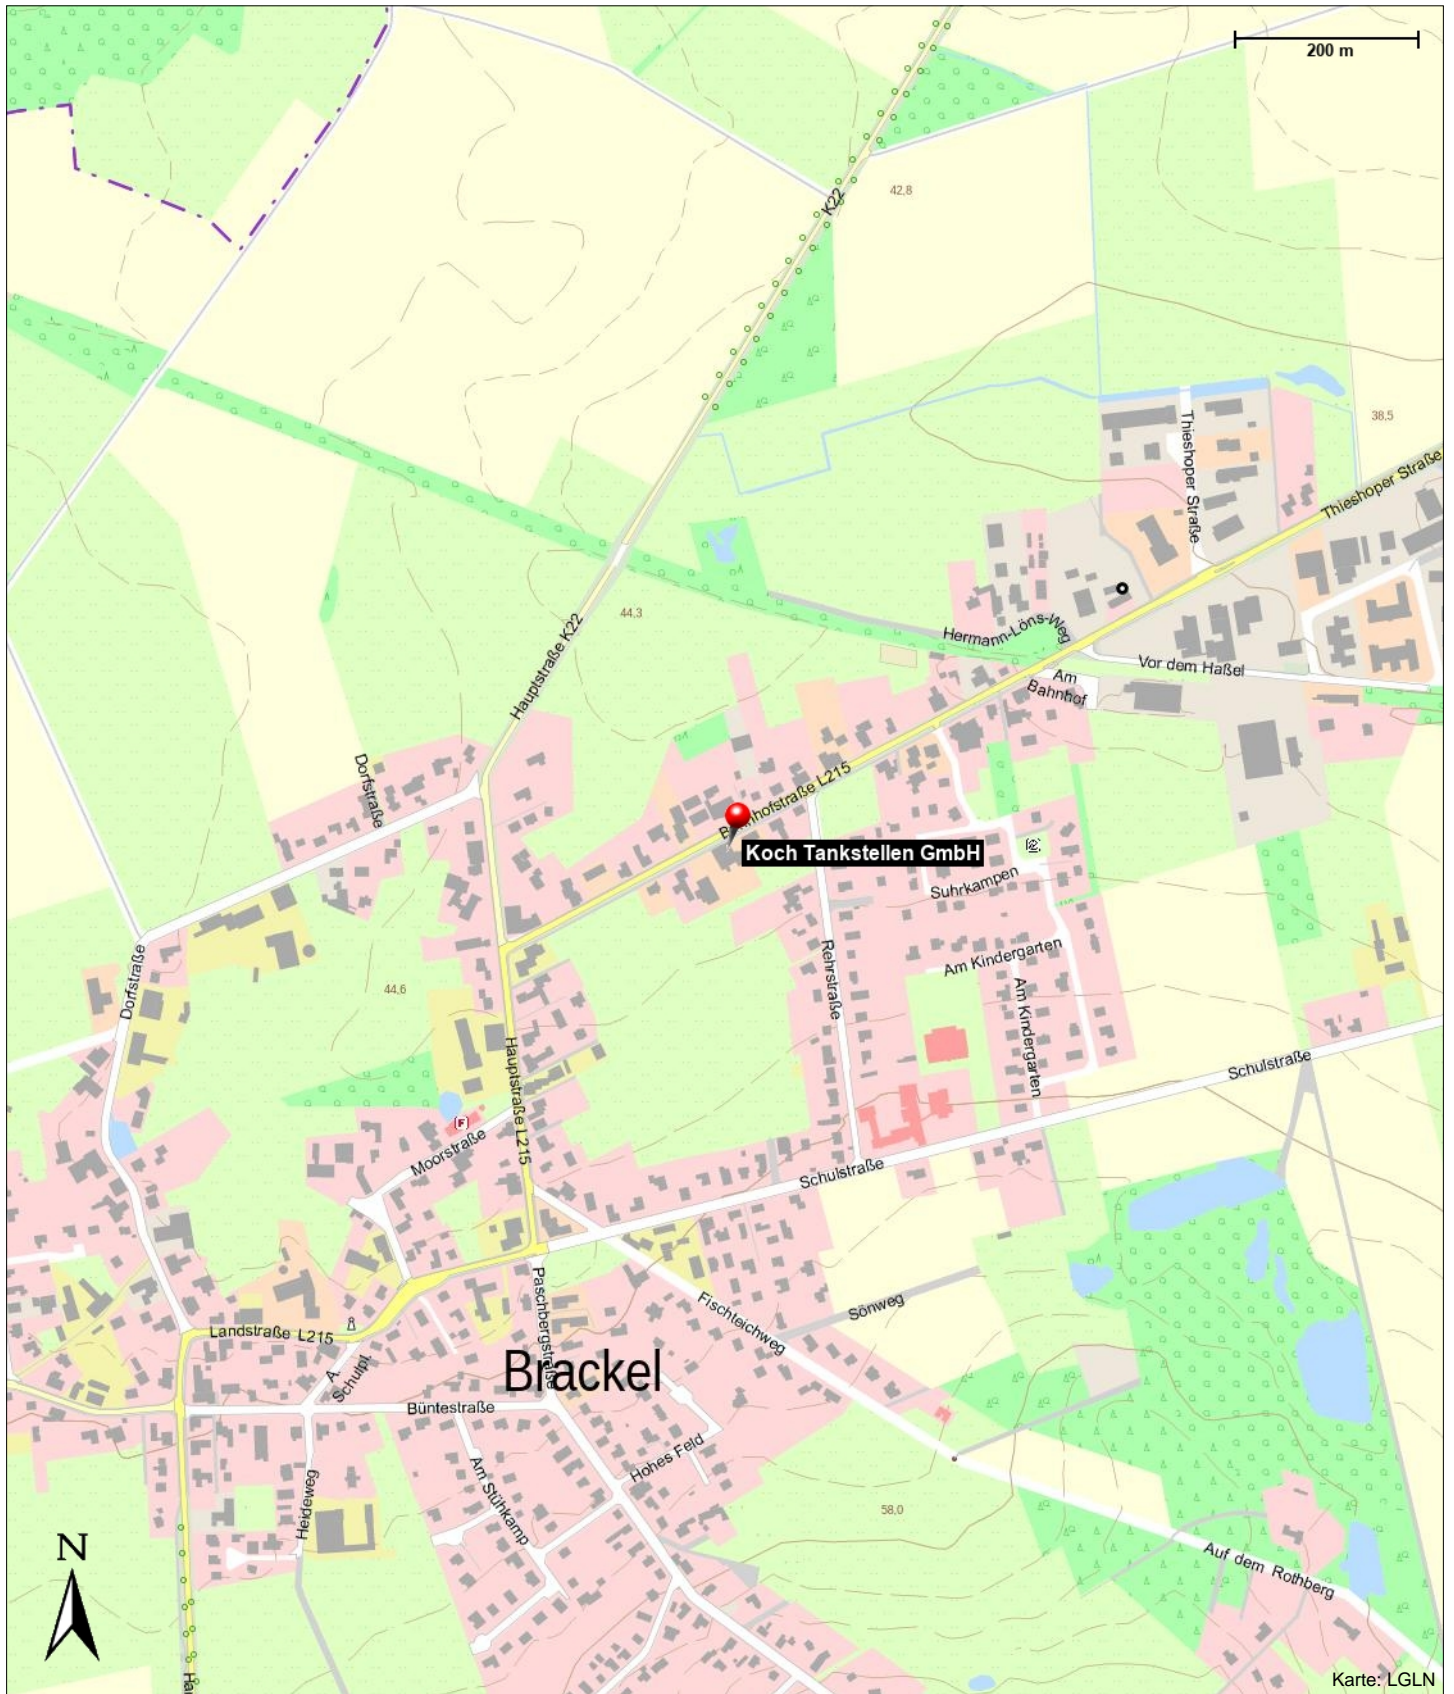 200 m
K22
42,8
38,5
Thieshoper Straße
Thieshoper Straße
44,3
Hauptstraße K22
Hermann-Löns-Weg
Vor dem Haßel
Am
Bahnhof
Dorfstraße
Bahnhofstraße L215
Koch Tankstellen GmbH
Suhrkampen
Am Kindergarten
Am Kindergarten
Rehrstraße
Dorfstraße
44,6
Hauptstraße L215
F
Moorstraße
Schulstraße
Schulstraße
Sönweg
Fischteichweg
Paschbergstraße
Landstraße L215
A.
Schulpl.
Brackel
Büntestraße
Hohes Feld
Am Stühkamp
Heideweg
58,0
Auf dem Rothberg
N
Karte: LGLN